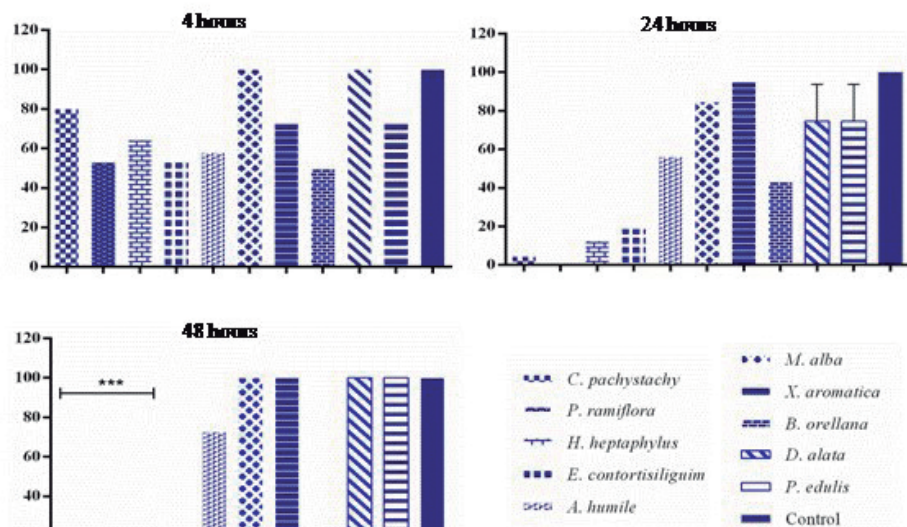 4 hours
120
100
80
60
40
20
0
24 hours
120
100
80
60
40
20
0
48 hours
120
100
80
60
40
***
C. pachystachy
P. ramiflora
H. heptaphylus
E. contortisiliguim
A. humile
M. alba
X. aromatica
B. orellana
D. alata
P. edulis
Control